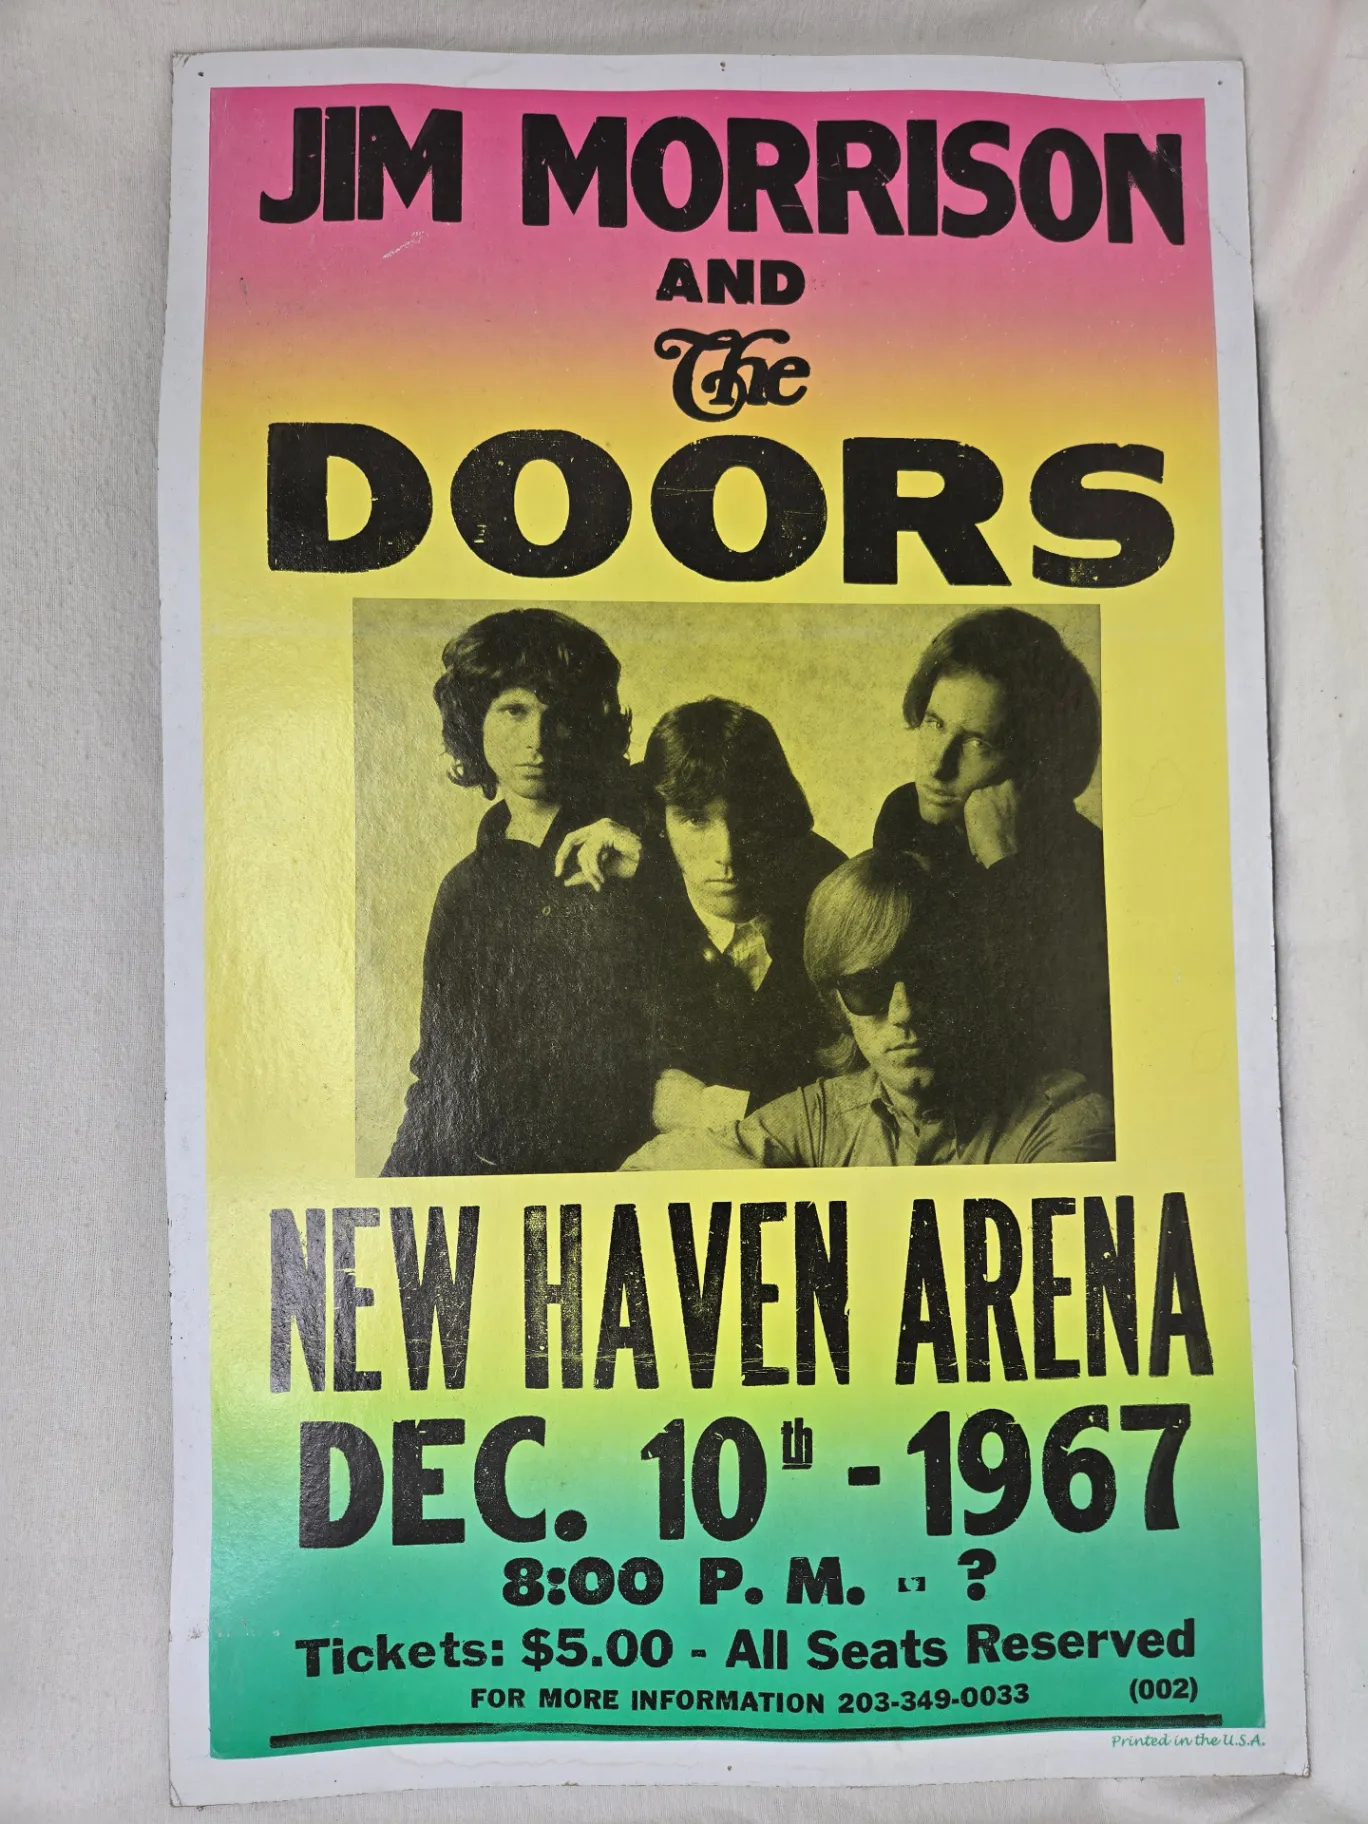 JIM MORRISON
AND
The
DOORS
NEW HAVEN ARENA
DEC. 10th - 1967
8:00 P. M. - ?
Tickets: $5.00 - All Seats Reserved
FOR MORE INFORMATION 203-349-0033
(002)
Printed in the U.S.A.